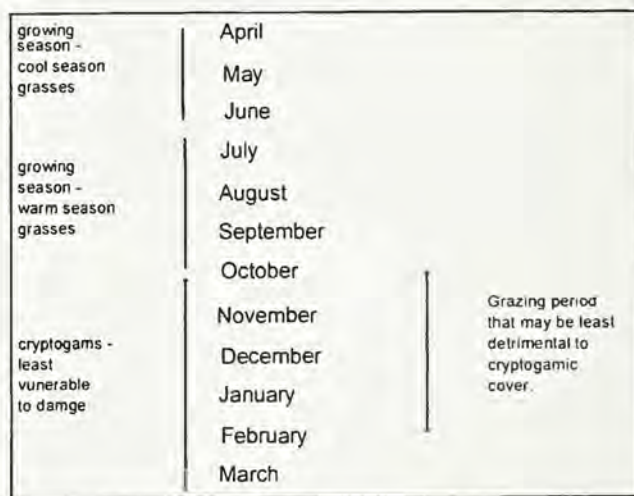 growing
season -
cool season
grasses
April
May
June
growing
season -
warm season
grasses
July
August
September
October
cryptogams -
least
vunerable
to damge
November
December
January
February
March
Grazing period
that may be least
detrimental to
cryptogamic
cover.